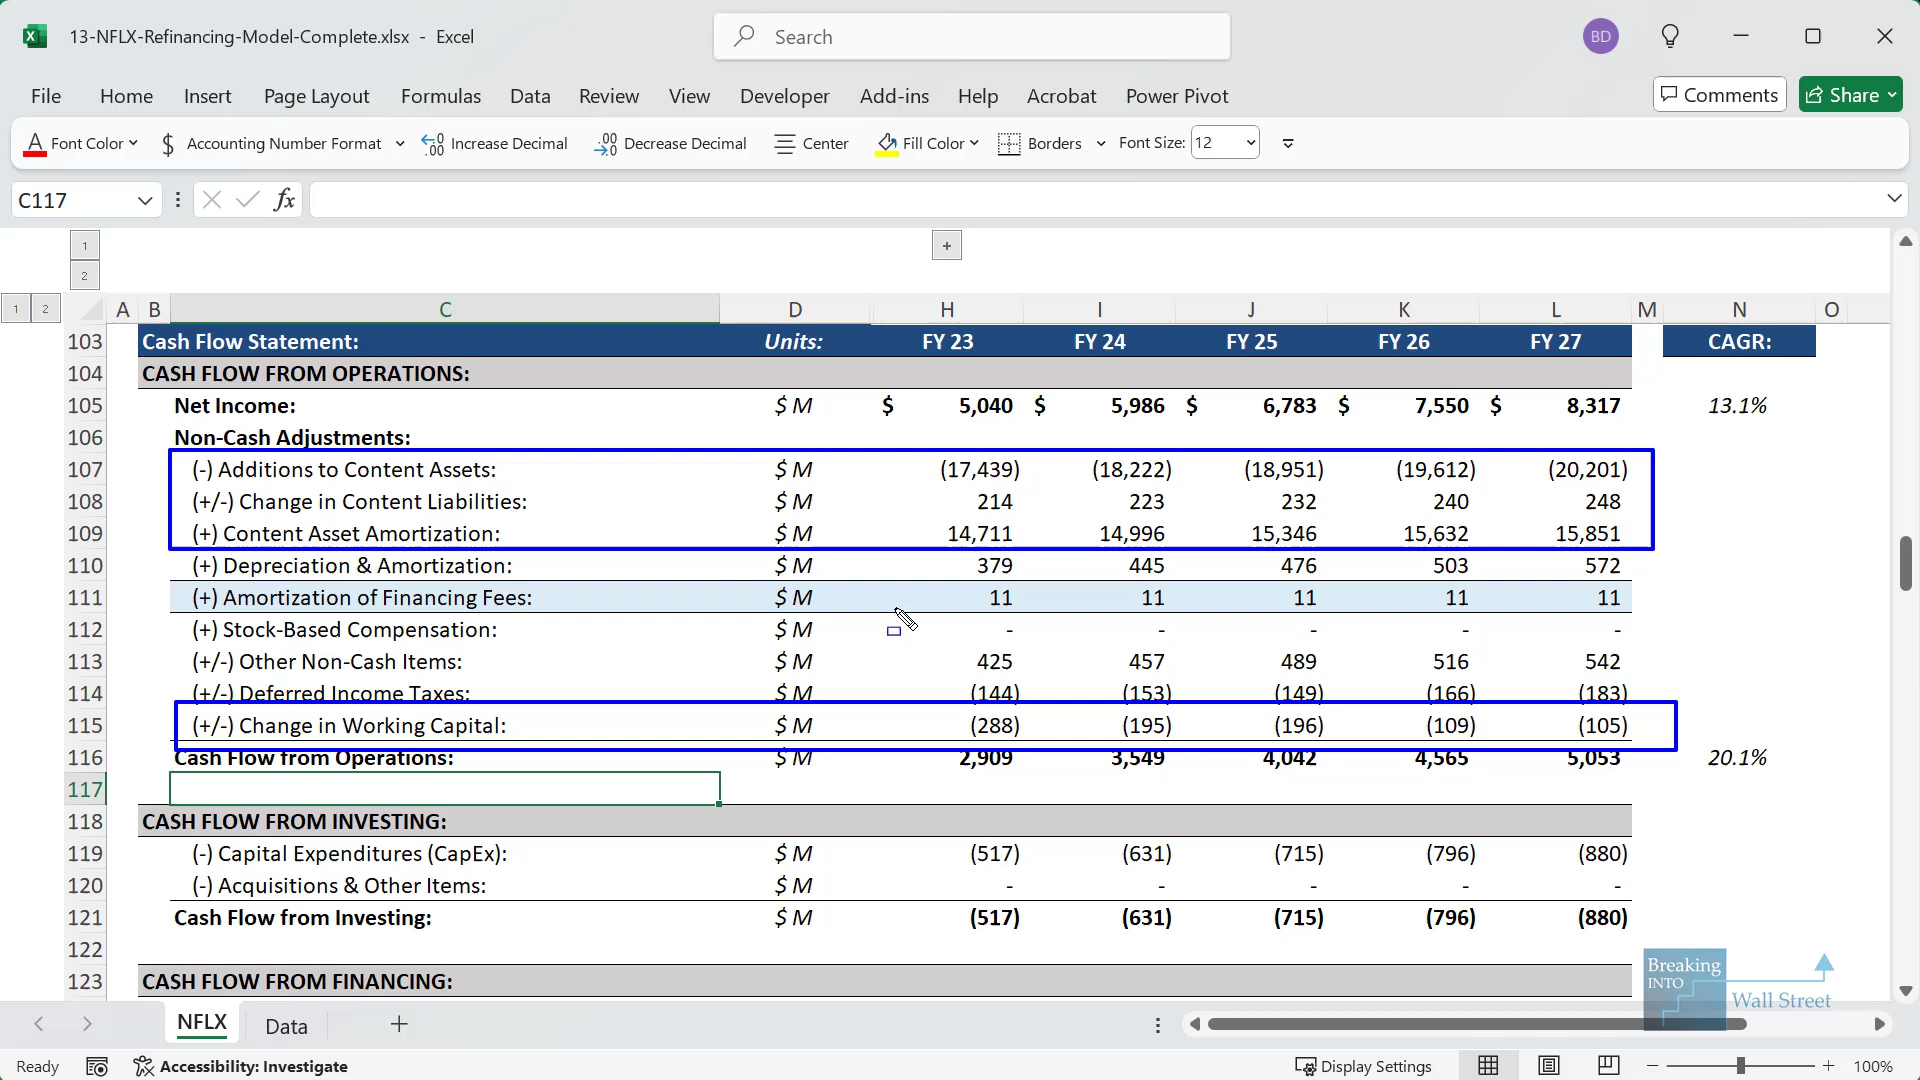 13-NFLX-Refinancing-Model-Complete.xlsx - Excel
Search
BD
File Home Insert Page Layout Formulas Data Review View Developer Add-ins Help Acrobat Power Pivot Comments Share
A Font Color $ Accounting Number Format Increase Decimal Decrease Decimal Center Fill Color Borders Font Size: 12
C117 fx
1
2
1 2 A B C D H I J K L M N O
103 Cash Flow Statement: Units: FY 23 FY 24 FY 25 FY 26 FY 27 CAGR:
104 CASH FLOW FROM OPERATIONS:
105 Net Income: $ M $ 5,040 $ 5,986 $ 6,783 $ 7,550 $ 8,317 13.1%
106 Non-Cash Adjustments:
107 (-) Additions to Content Assets: $ M (17,439) (18,222) (18,951) (19,612) (20,201)
108 (+/-) Change in Content Liabilities: $ M 214 223 232 240 248
109 (+) Content Asset Amortization: $ M 14,711 14,996 15,346 15,632 15,851
110 (+) Depreciation & Amortization: $ M 379 445 476 503 572
111 (+) Amortization of Financing Fees: $ M 11 11 11 11 11
112 (+) Stock-Based Compensation: $ M - - - - -
113 (+/-) Other Non-Cash Items: $ M 425 457 489 516 542
114 (+/-) Deferred Income Taxes: $ M (144) (153) (149) (166) (183)
115 (+/-) Change in Working Capital: $ M (288) (195) (196) (109) (105)
116 Cash Flow from Operations: $ M 2,909 3,549 4,042 4,565 5,053 20.1%
117
118 CASH FLOW FROM INVESTING:
119 (-) Capital Expenditures (CapEx): $ M (517) (631) (715) (796) (880)
120 (-) Acquisitions & Other Items: $ M - - - - -
121 Cash Flow from Investing: $ M (517) (631) (715) (796) (880)
122
123 CASH FLOW FROM FINANCING:
Breaking
INTO
Wall Street
NFLX Data
Ready Accessibility: Investigate Display Settings 100%